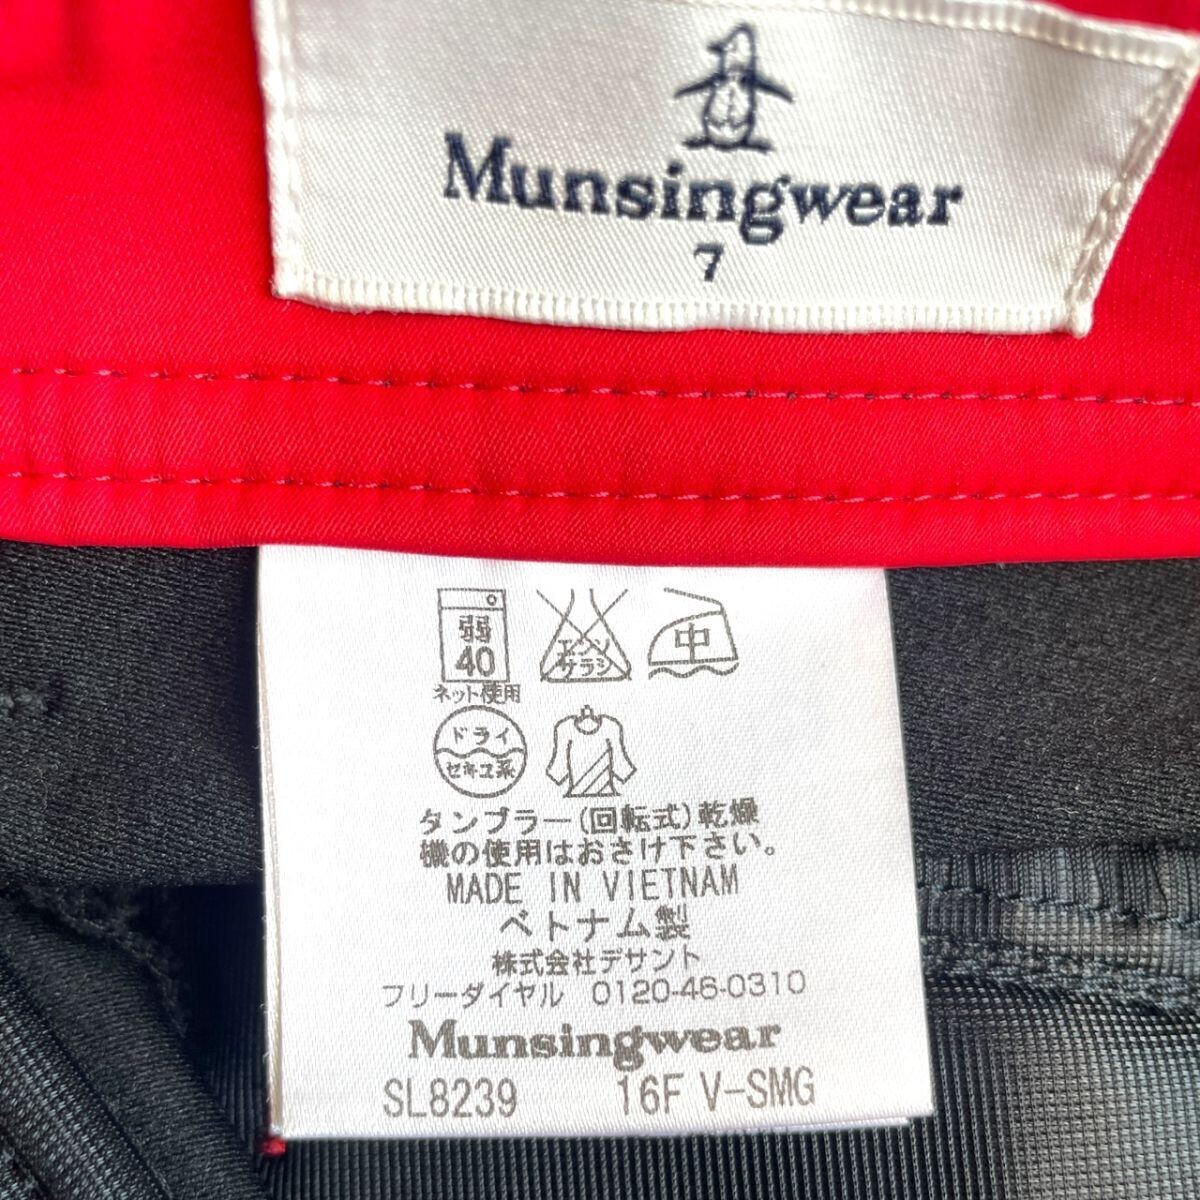 Munsingwear
7
弱
40
ネット使用
エンソ
サラシ
中
ドライ
セキユ系
タンブラー(回転式)乾燥
機の使用はおさけ下さい。
MADE IN VIETNAM
ベトナム製
株式会社デサント
フリーダイヤル 0120-46-0310
Munsingwear
SL8239 16F V-SMG